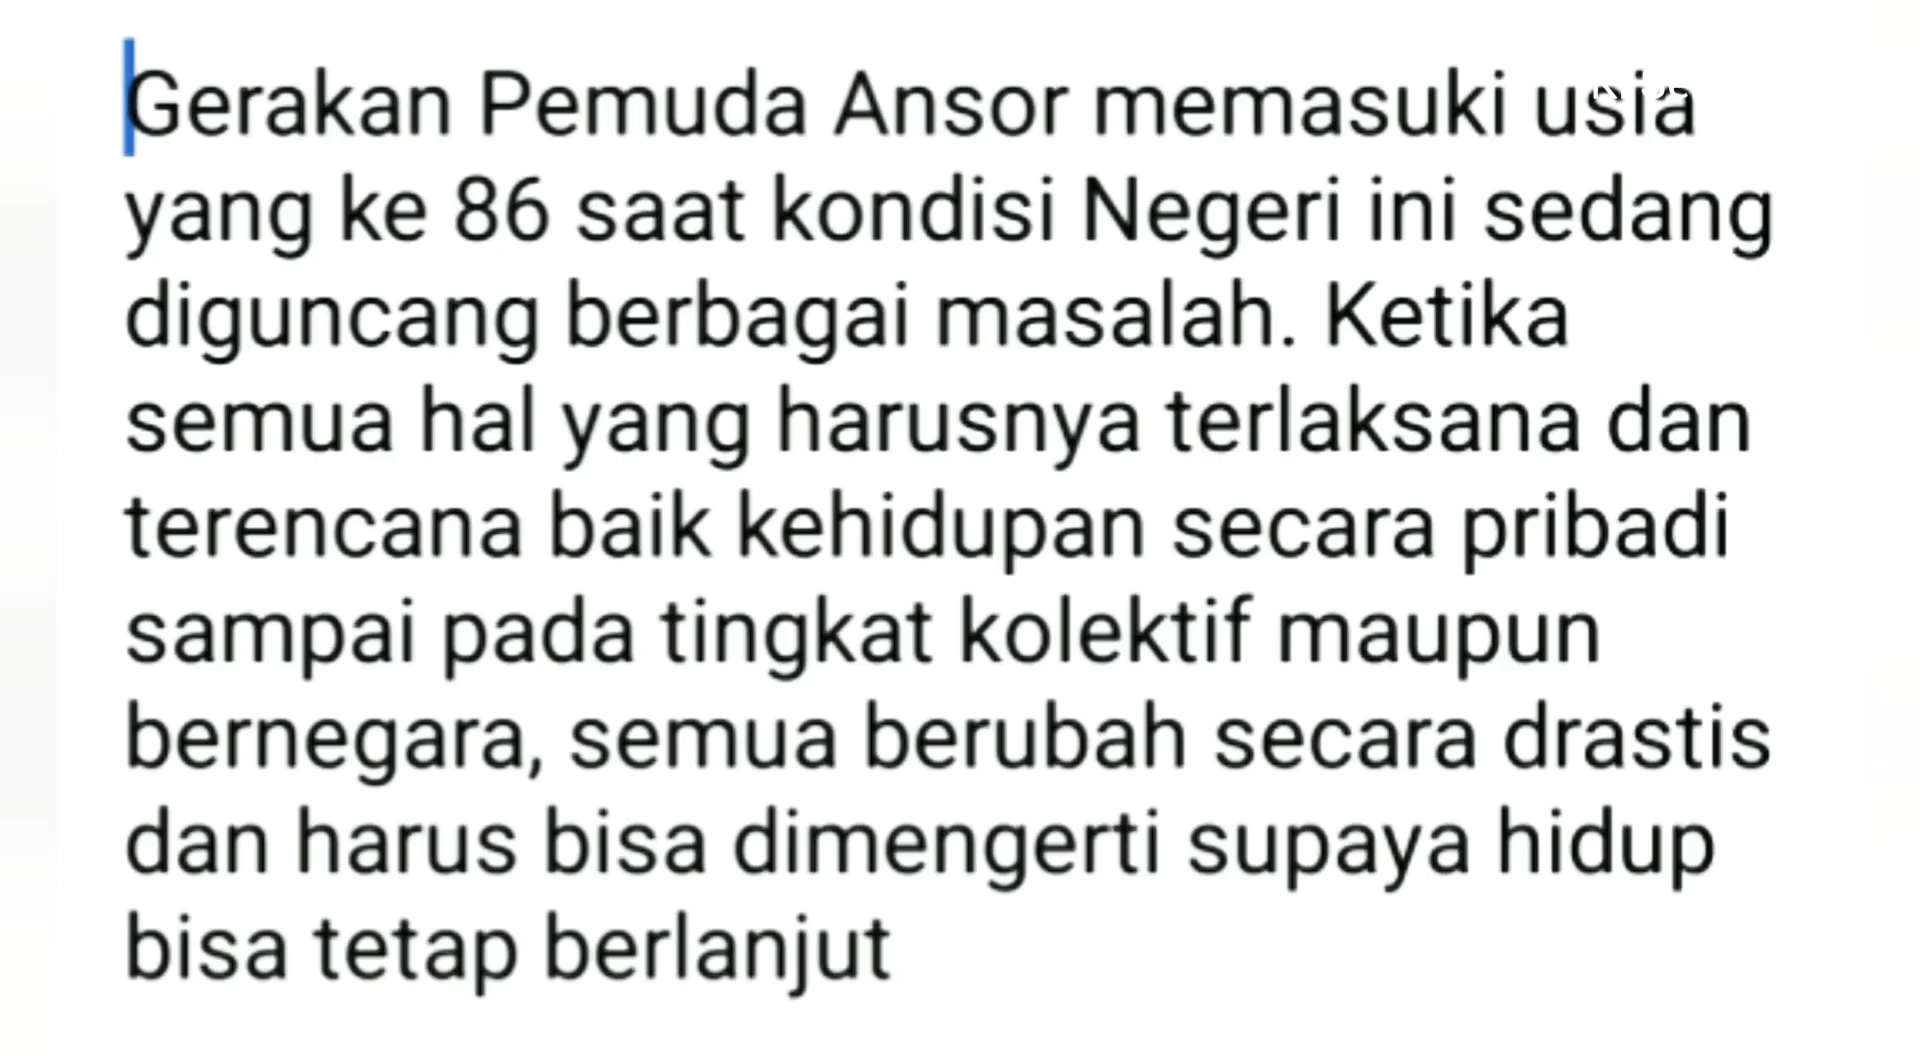 Gerakan Pemuda Ansor memasuki usia
yang ke 86 saat kondisi Negeri ini sedang
diguncang berbagai masalah. Ketika
semua hal yang harusnya terlaksana dan
terencana baik kehidupan secara pribadi
sampai pada tingkat kolektif maupun
bernegara, semua berubah secara drastis
dan harus bisa dimengerti supaya hidup
bisa tetap berlanjut